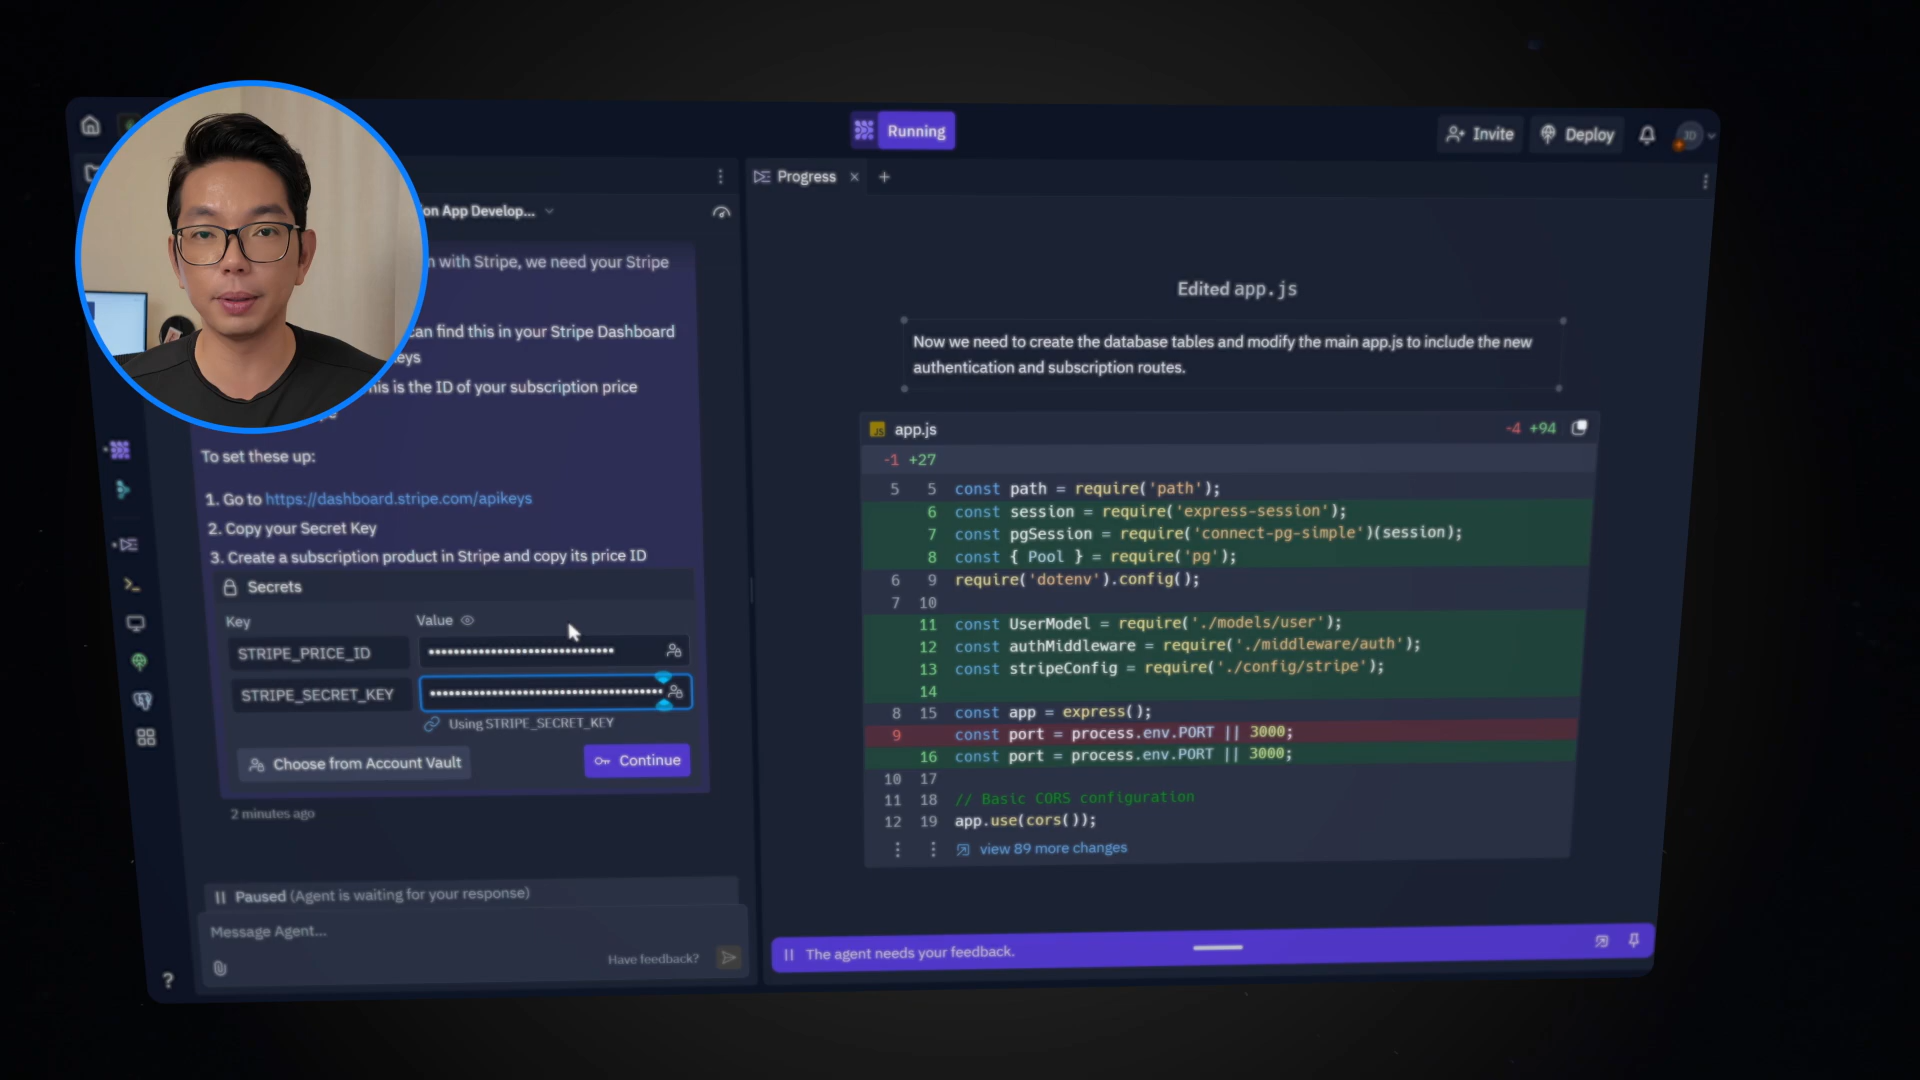 Running
Invite
Deploy
JD
on App Develop...
Progress
n with Stripe, we need your Stripe
can find this in your Stripe Dashboard
eys
his is the ID of your subscription price
To set these up:
1. Go to https://dashboard.stripe.com/apikeys
2. Copy your Secret Key
3. Create a subscription product in Stripe and copy its price ID
Secrets
Key
Value
STRIPE_PRICE_ID
••••••••••••••••••••••••••••••
STRIPE_SECRET_KEY
••••••••••••••••••••••••••••••••••••••
Using STRIPE_SECRET_KEY
Choose from Account Vault
Continue
2 minutes ago
Paused (Agent is waiting for your response)
Message Agent...
Have feedback?
?
Edited app.js
Now we need to create the database tables and modify the main app.js to include the new
authentication and subscription routes.
JS app.js
-4 +94
-1 +27
5 5 const path = require('path');
6 const session = require('express-session');
7 const pgSession = require('connect-pg-simple')(session);
8 const { Pool } = require('pg');
6 9 require('dotenv').config();
7 10
11 const UserModel = require('./models/user');
12 const authMiddleware = require('./middleware/auth');
13 const stripeConfig = require('./config/stripe');
14
8 15 const app = express();
9 const port = process.env.PORT || 3000;
16 const port = process.env.PORT || 3000;
10 17
11 18 // Basic CORS configuration
12 19 app.use(cors());
view 89 more changes
The agent needs your feedback.